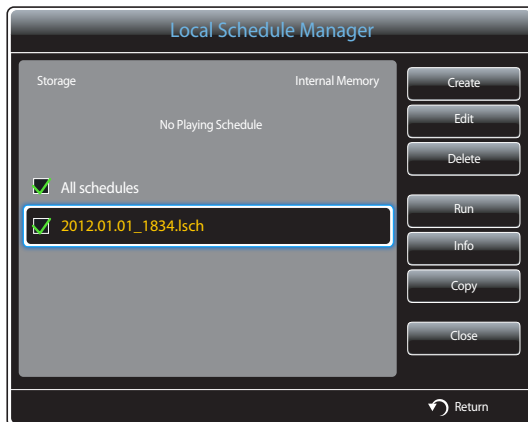 Local Schedule Manager
Storage Internal Memory
No Playing Schedule
All schedules
2012.01.01_1834.lsch
Create
Edit
Delete
Run
Info
Copy
Close
Return